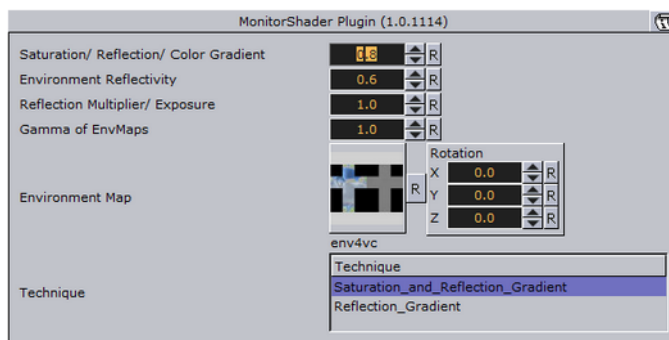 MonitorShader Plugin (1.0.1114)
Saturation/ Reflection/ Color Gradient 0.8 R
Environment Reflectivity 0.6 R
Reflection Multiplier/ Exposure 1.0 R
Gamma of EnvMaps 1.0 R
Environment Map R
Rotation
X 0.0 R
Y 0.0 R
Z 0.0 R
env4vc
Technique
Technique
Saturation_and_Reflection_Gradient
Reflection_Gradient